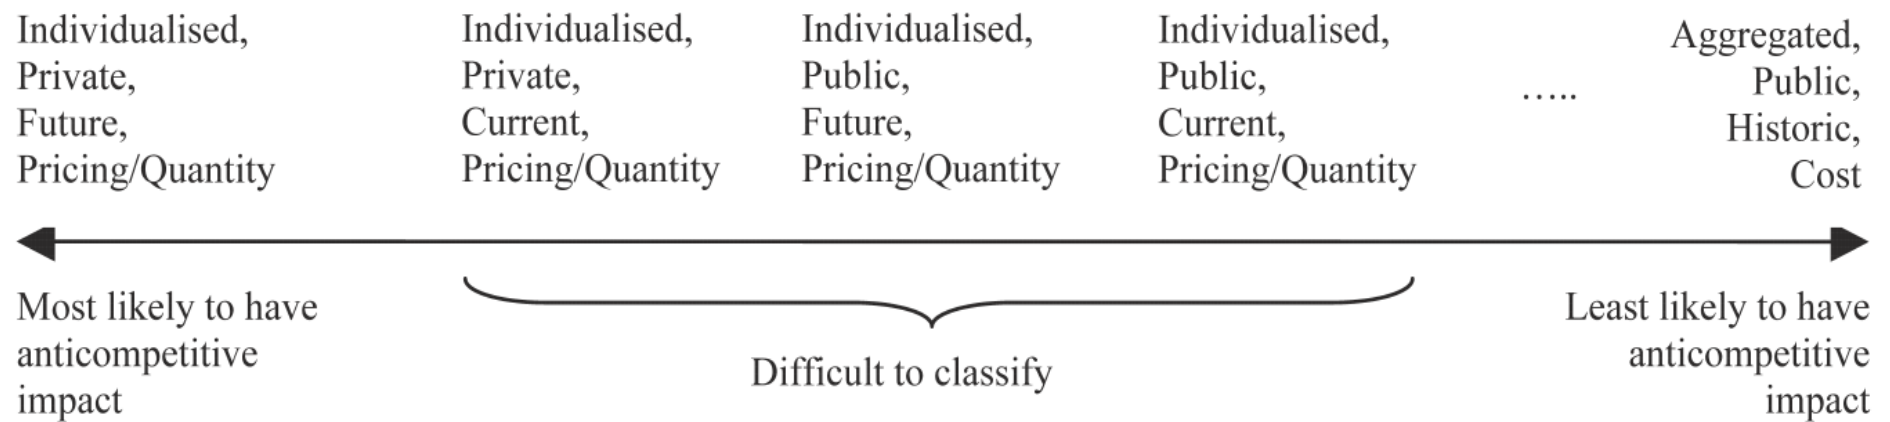 Individualised,
Private,
Future,
Pricing/Quantity
Individualised,
Private,
Current,
Pricing/Quantity
Individualised,
Public,
Future,
Pricing/Quantity
Individualised,
Public,
Current,
Pricing/Quantity
…..
Aggregated,
Public,
Historic,
Cost
Most likely to have
anticompetitive
impact
Difficult to classify
Least likely to have
anticompetitive
impact